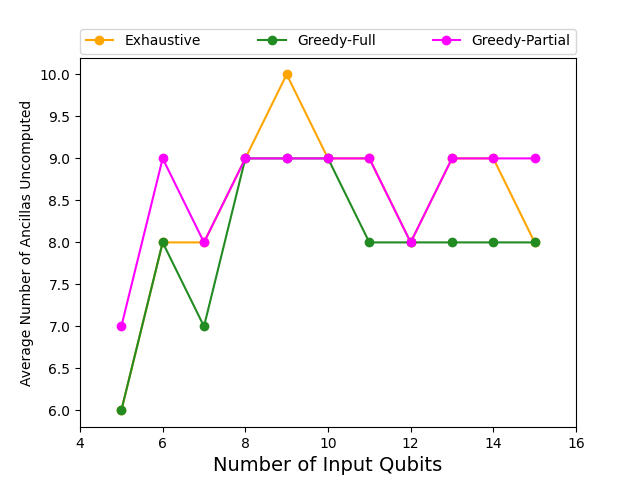 Exhaustive Greedy-Full Greedy-Partial
10.0
9.5
9.0
8.5
8.0
7.5
7.0
6.5
6.0
Average Number of Ancillas Uncomputed
4 6 8 10 12 14 16
Number of Input Qubits